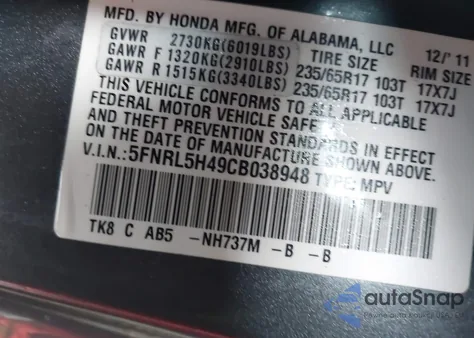 MFD. BY HONDA MFG. OF ALABAMA, LLC 12/'11
GVWR 2730KG(6019LBS) TIRE SIZE RIM SIZE
GAWR F 1320KG(2910LBS) 235/65R17 103T 17X7J
GAWR R 1515KG(3340LBS) 235/65R17 103T 17X7J
THIS VEHICLE CONFORMS TO ALL APPLICABLE
FEDERAL MOTOR VEHICLE SAFETY
AND THEFT PREVENTION STANDARDS IN EFFECT
ON THE DATE OF MANUFACTURE SHOWN ABOVE.
V.I.N.: 5FNRL5H49CB038948 TYPE: MPV
TK8 C AB5 -NH737M -B -B
autoSnap